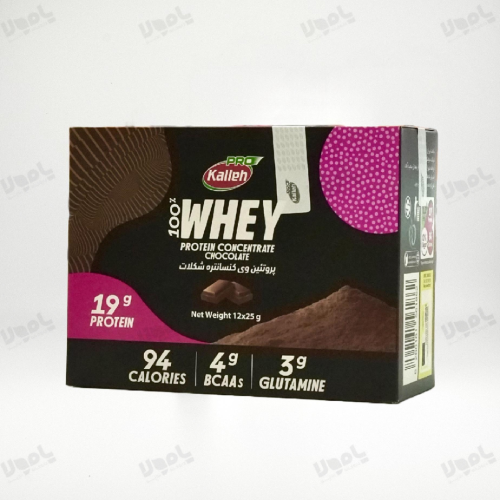 PRO
Kalleh
100%
WHEY
PROTEIN CONCENTRATE
CHOCOLATE
پروتئین وی کنسانتره شکلات
Net Weight 12x25 g
19 g
PROTEIN
94
CALORIES
4g
BCAAs
3g
GLUTAMINE